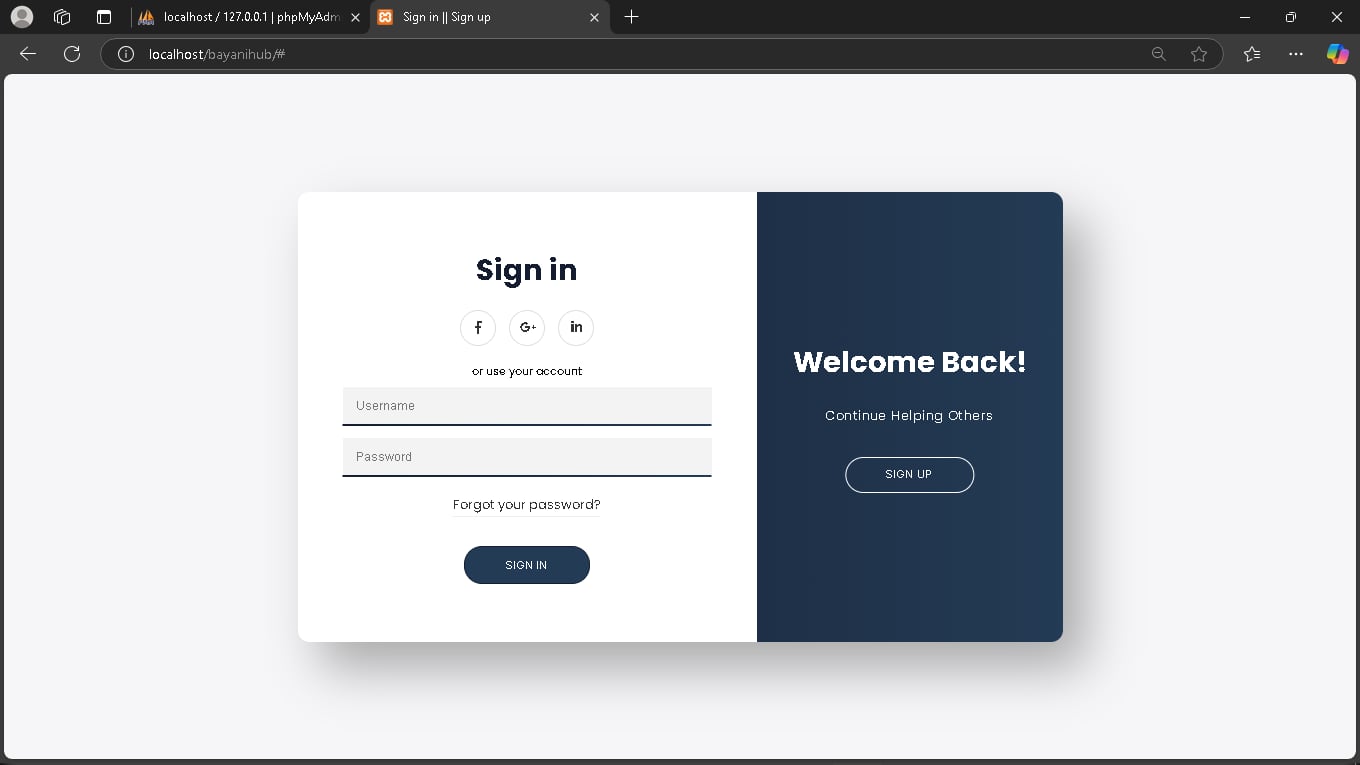 localhost / 127.0.0.1 | phpMyAdm
Sign in || Sign up
localhost/bayanihub/#
Sign in
f
G+
in
or use your account
Username
Password
Forgot your password?
SIGN IN
Welcome Back!
Continue Helping Others
SIGN UP